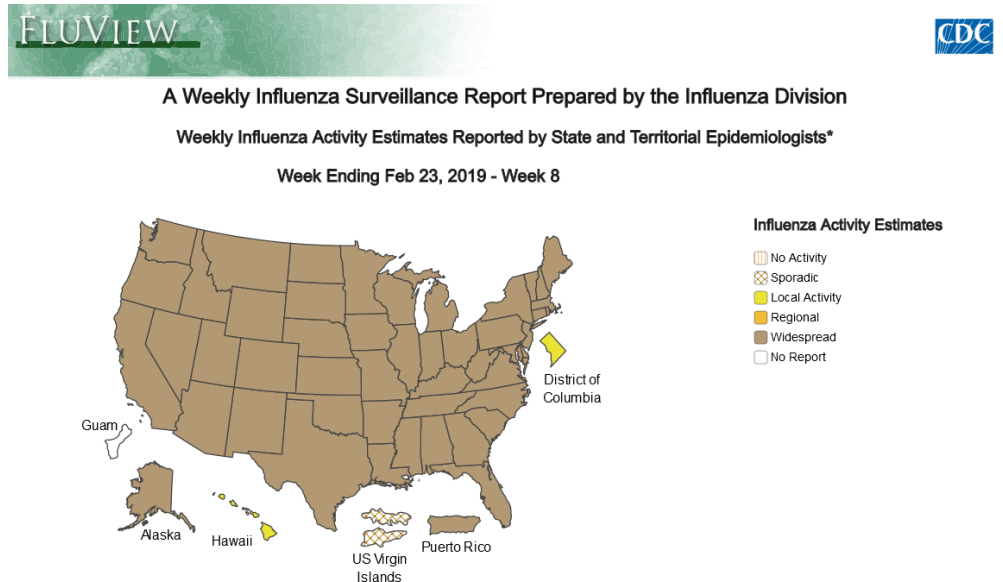 FLUVIEW
CDC
A Weekly Influenza Surveillance Report Prepared by the Influenza Division
Weekly Influenza Activity Estimates Reported by State and Territorial Epidemiologists*
Week Ending Feb 23, 2019 - Week 8
Influenza Activity Estimates
No Activity
Sporadic
Local Activity
Regional
Widespread
No Report
District of
Columbia
Guam
Alaska
Hawaii
US Virgin
Islands
Puerto Rico